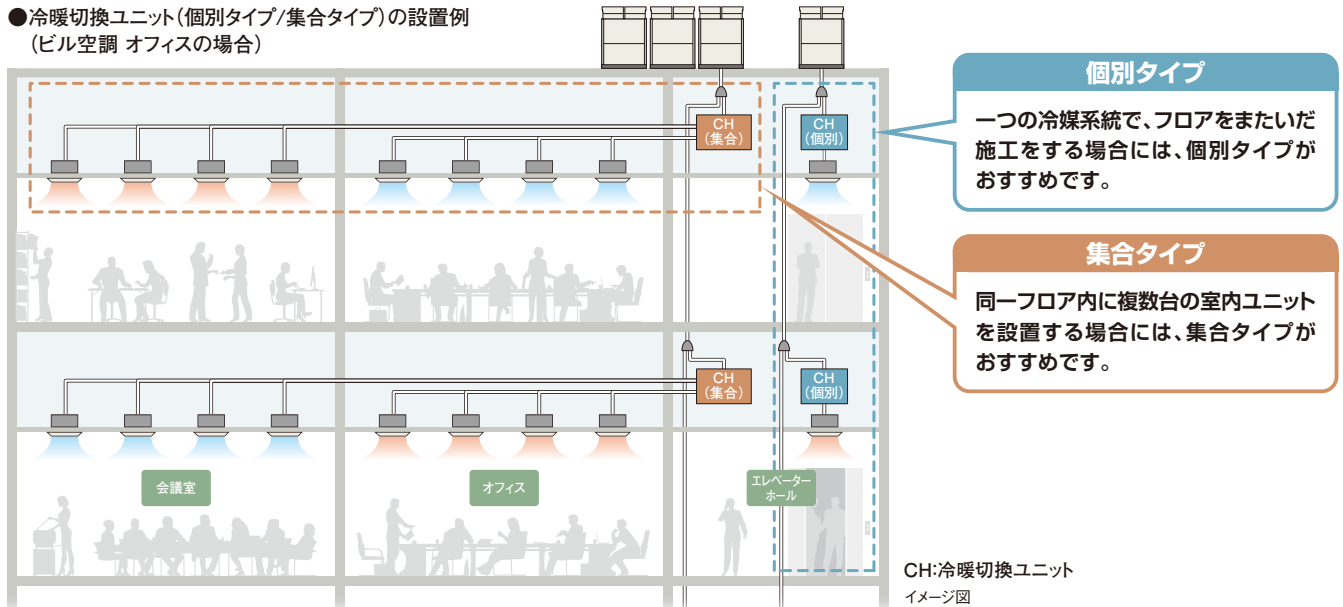 ●冷暖切換ユニット(個別タイプ/集合タイプ)の設置例
(ビル空調 オフィスの場合)
CH
(集合)
CH
(個別)
個別タイプ
一つの冷媒系統で、フロアをまたいだ
施工をする場合には、個別タイプが
おすすめです。
集合タイプ
同一フロア内に複数台の室内ユニット
を設置する場合には、集合タイプが
おすすめです。
CH
(集合)
CH
(個別)
会議室
オフィス
エレベーター
ホール
CH:冷暖切換ユニット
イメージ図